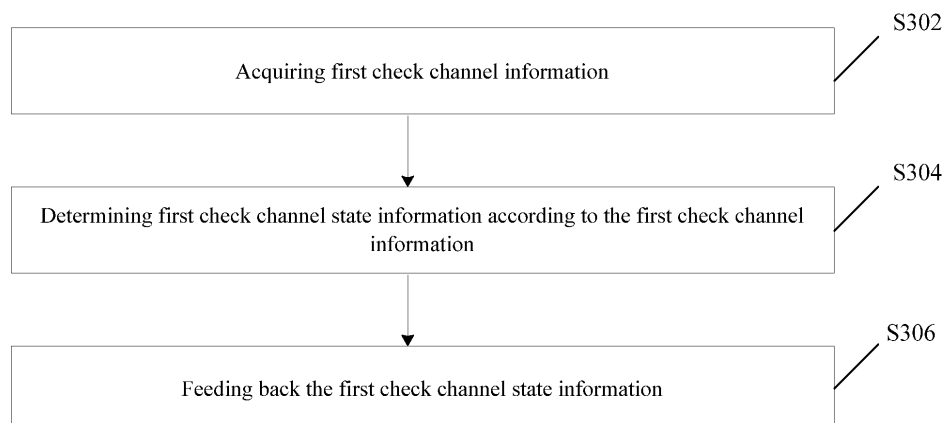 S302
Acquiring first check channel information
S304
Determining first check channel state information according to the first check channel
information
S306
Feeding back the first check channel state information